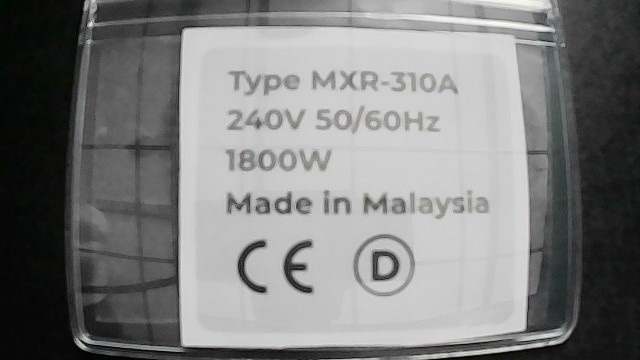 Type MXR-310A
240V 50/60Hz
1800W
Made in Malaysia
CE D